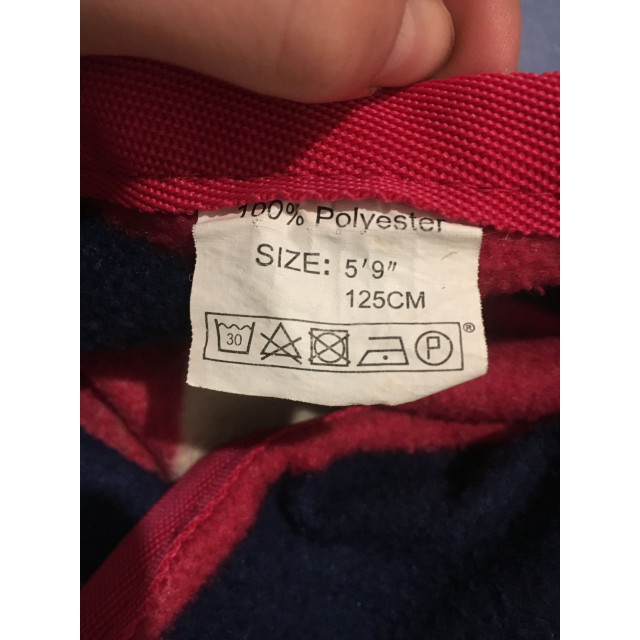 100% Polyester
SIZE: 5'9"
125CM
30 P ®